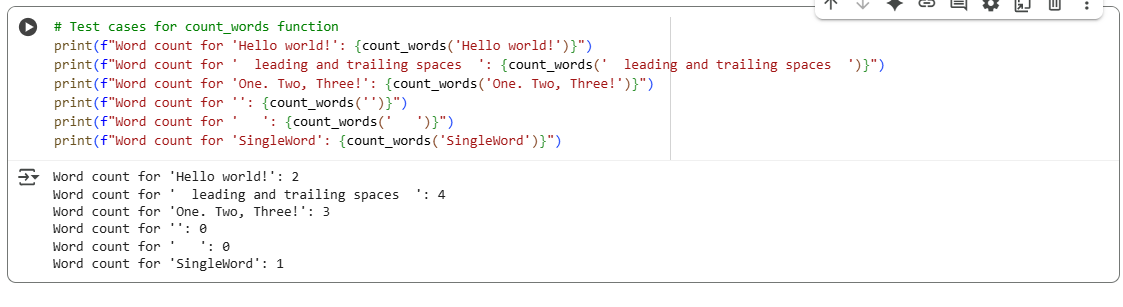 # Test cases for count_words function
print(f"Word count for 'Hello world!': {count_words('Hello world!')}")
print(f"Word count for '  leading and trailing spaces  ': {count_words('  leading and trailing spaces  ')}")
print(f"Word count for 'One. Two, Three!': {count_words('One. Two, Three!')}")
print(f"Word count for '': {count_words('')}")
print(f"Word count for '   ': {count_words('   ')}")
print(f"Word count for 'SingleWord': {count_words('SingleWord')}")
Word count for 'Hello world!': 2
Word count for '  leading and trailing spaces  ': 4
Word count for 'One. Two, Three!': 3
Word count for '': 0
Word count for '   ': 0
Word count for 'SingleWord': 1